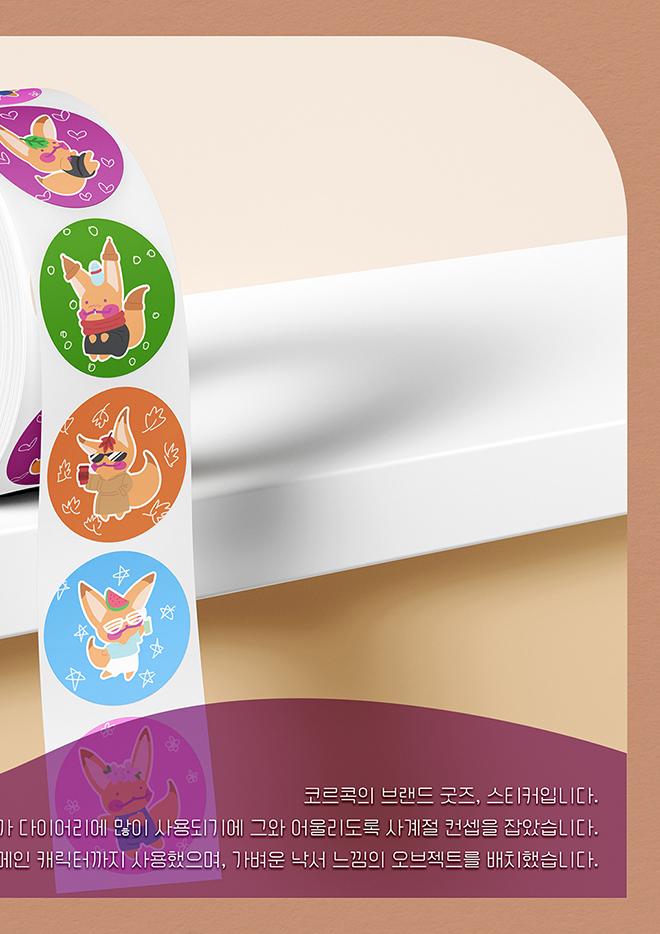 코르콕의 브랜드 굿즈, 스티커입니다.
가 다이어리에 많이 사용되기에 그와 어울리도록 사계절 컨셉을 잡았습니다.
메인 캐릭터까지 사용했으며, 가벼운 낙서 느낌의 오브젝트를 배치했습니다.